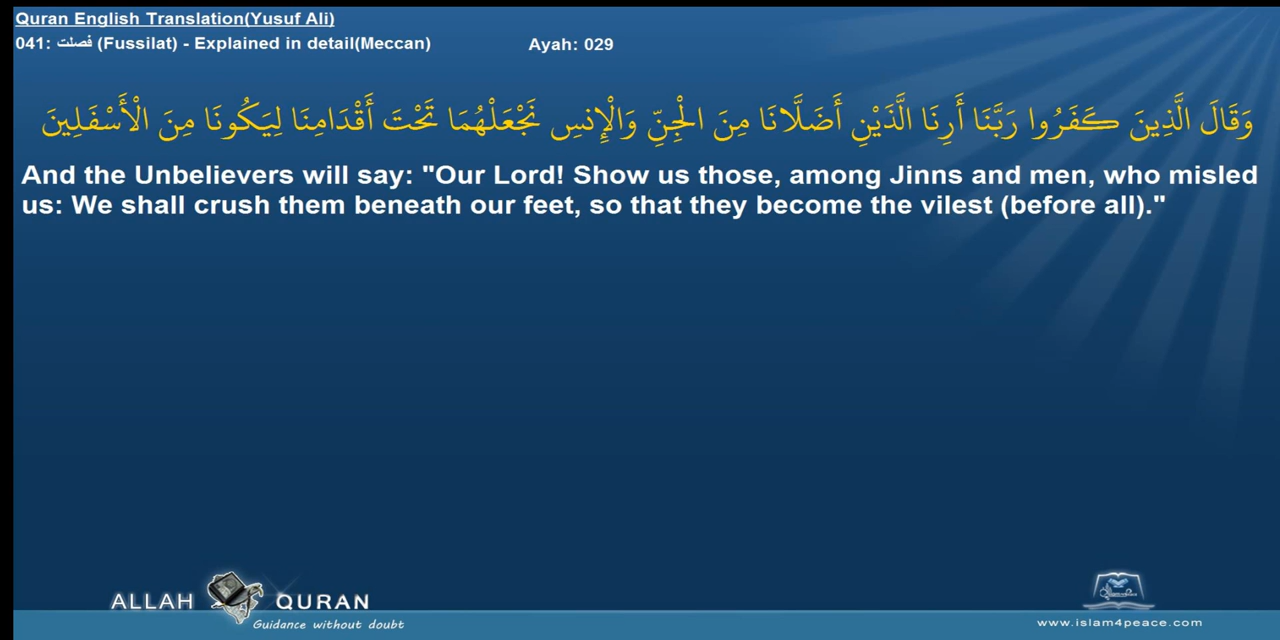 Quran English Translation(Yusuf Ali)
041: فصلت (Fussilat) - Explained in detail(Meccan) Ayah: 029
وَقَالَ الَّذِينَ كَفَرُوا رَبَّنَا أَرِنَا الَّذَيْنِ أَضَلَّانَا مِنَ الْجِنِّ وَالْإِنسِ نَجْعَلْهُمَا تَحْتَ أَقْدَامِنَا لِيَكُونَا مِنَ الْأَسْفَلِينَ
And the Unbelievers will say: "Our Lord! Show us those, among Jinns and men, who misled
us: We shall crush them beneath our feet, so that they become the vilest (before all)."
ALLAH QURAN
Guidance without doubt
www.islam4peace.com